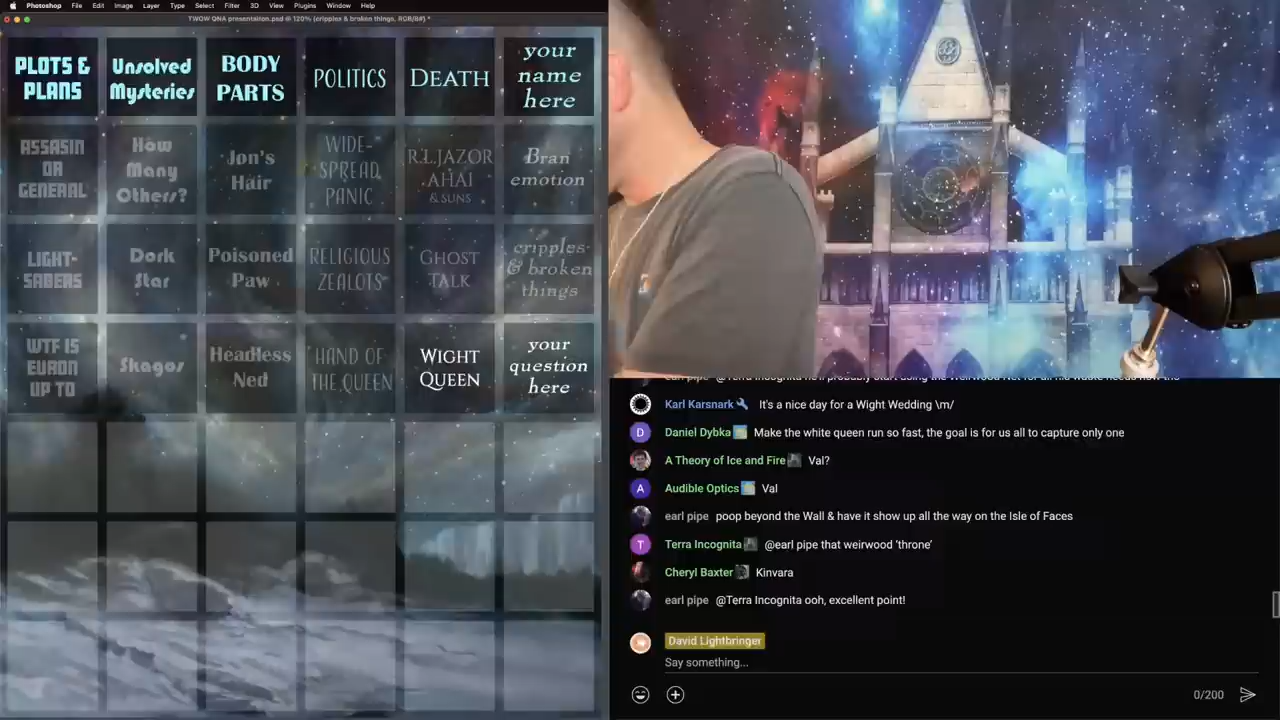 Photoshop File Edit Image Layer Type Select Filter 3D View Plugins Window Help
TWOW QNA presentaiton.psd @ 120% (cripples & broken things, RGB/8#) *
PLOTS &
PLANS
Unsolved
Mysteries
BODY
PARTS
POLITICS
DEATH
your
name
here
ASSASIN
OR
GENERAL
How
Many
Others?
Jon's
Hair
WIDE-
SPREAD
PANIC
R.L.JAZOR
AHAI
& SUNS
Bran
emotion
LIGHT-
SABERS
Dork
Star
Poisoned
Paw
RELIGIOUS
ZEALOTS
GHOST
TALK
cripples
& broken
things
WTF IS
EURON
UP TO
Skagos
Headless
Ned
HAND OF
THE QUEEN
WIGHT
QUEEN
your
question
here
Karl Karsnark It's a nice day for a Wight Wedding \m/
D Daniel Dybka Make the white queen run so fast, the goal is for us all to capture only one
A Theory of Ice and Fire Val?
A Audible Optics Val
earl pipe poop beyond the Wall & have it show up all the way on the Isle of Faces
T Terra Incognita @earl pipe that weirwood 'throne'
Cheryl Baxter Kinvara
earl pipe @Terra Incognita ooh, excellent point!
David Lightbringer
Say something...
0/200